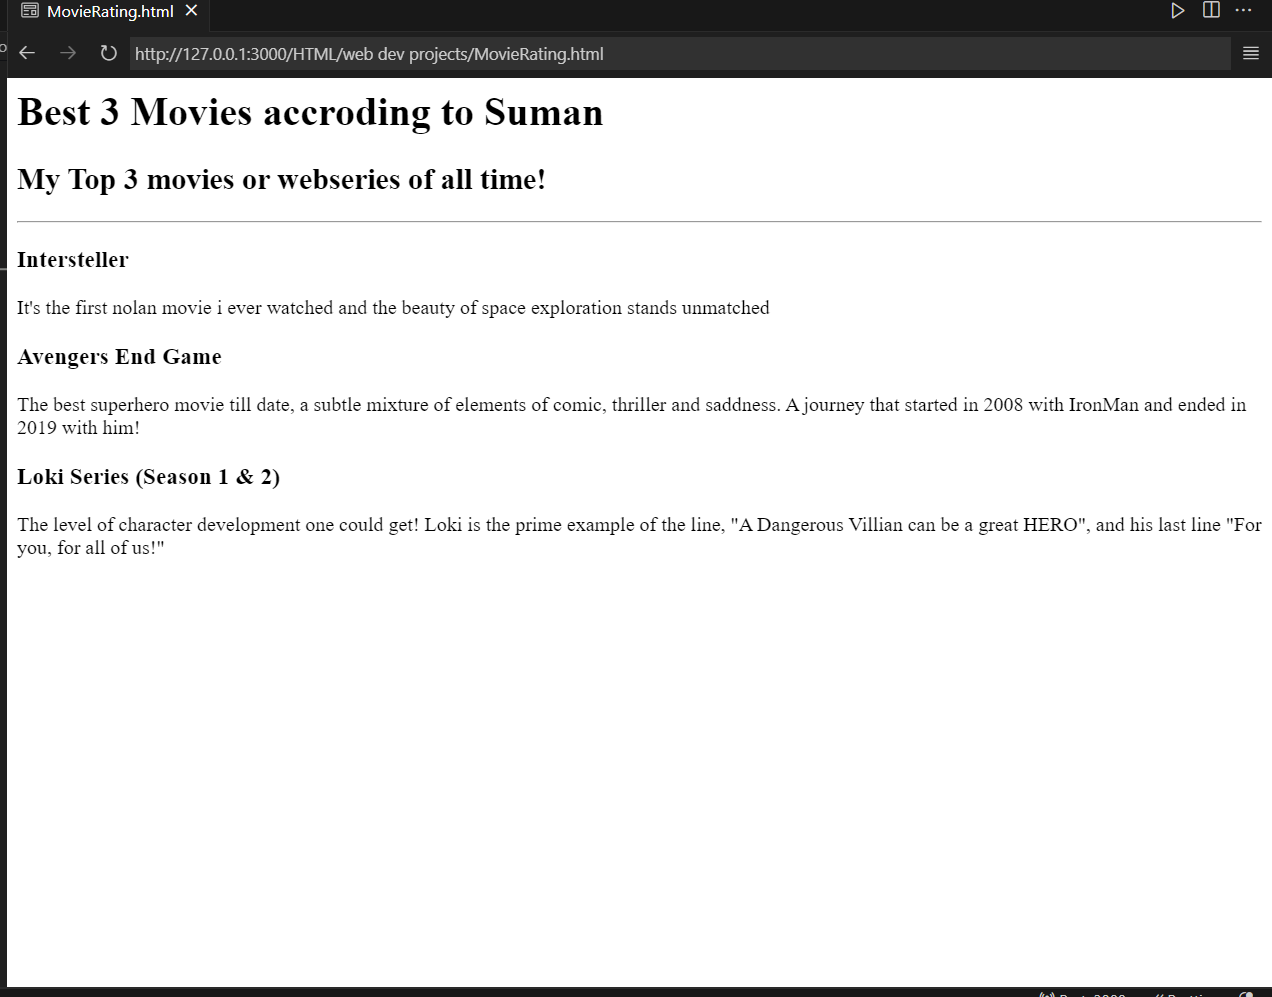 MovieRating.html
http://127.0.0.1:3000/HTML/web dev projects/MovieRating.html
Best 3 Movies accroding to Suman
My Top 3 movies or webseries of all time!
Intersteller
It's the first nolan movie i ever watched and the beauty of space exploration stands unmatched
Avengers End Game
The best superhero movie till date, a subtle mixture of elements of comic, thriller and saddness. A journey that started in 2008 with IronMan and ended in
2019 with him!
Loki Series (Season 1 & 2)
The level of character development one could get! Loki is the prime example of the line, "A Dangerous Villian can be a great HERO", and his last line "For
you, for all of us!"